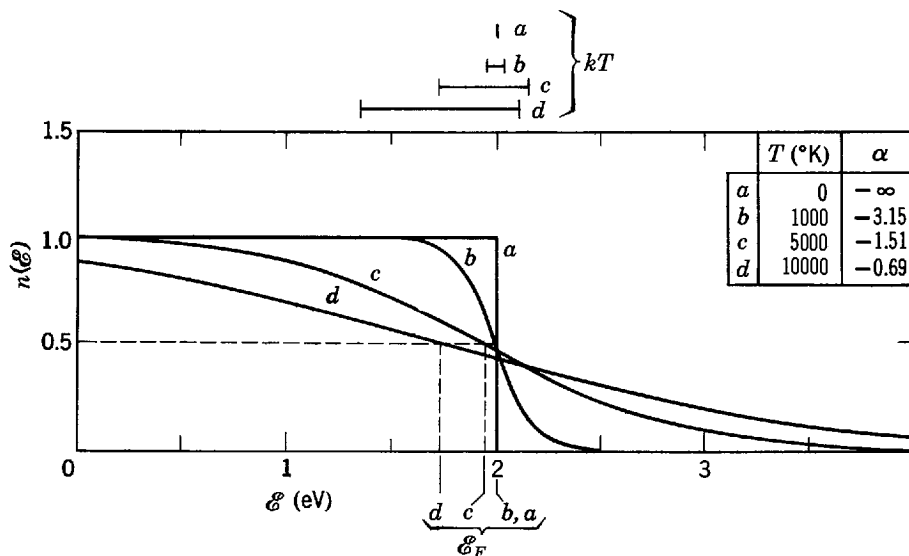 a
b
c
d
kT
1.5
1.0
0.5
0
n(ℰ)
a
b
c
d
T (°K) α
a 0 −∞
b 1000 −3.15
c 5000 −1.51
d 10000 −0.69
0 1 2 3
ℰ (eV)
d c b, a
ℰF